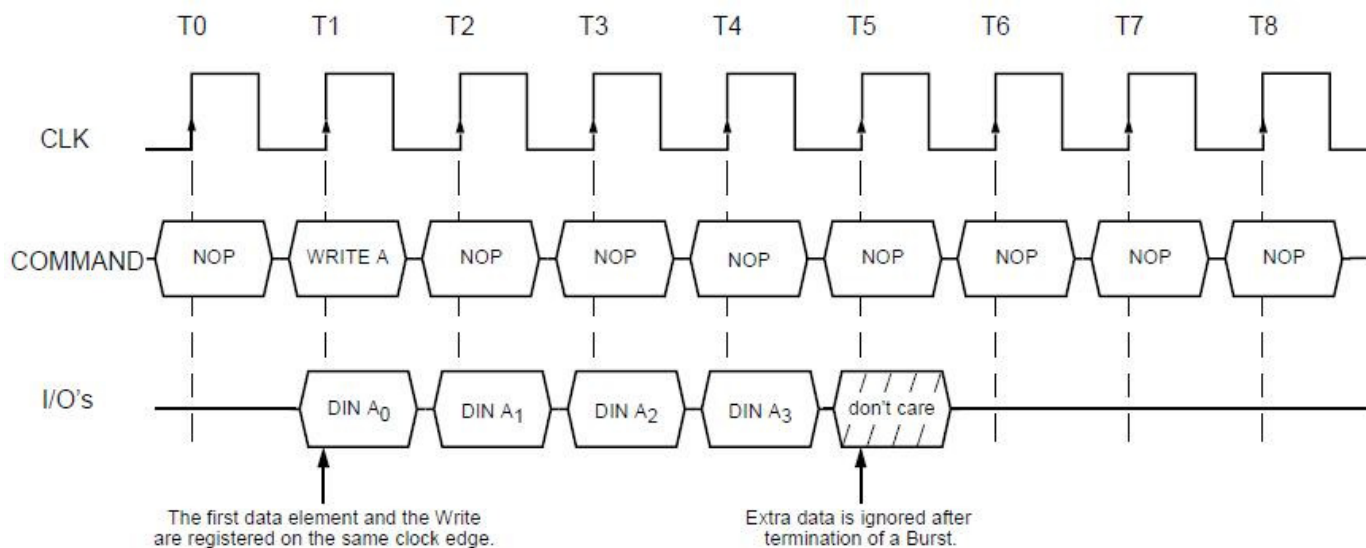 T0 T1 T2 T3 T4 T5 T6 T7 T8
CLK
COMMAND NOP WRITE A NOP NOP NOP NOP NOP NOP NOP
I/O's DIN A0 DIN A1 DIN A2 DIN A3 don't care
The first data element and the Write
are registered on the same clock edge.
Extra data is ignored after
termination of a Burst.